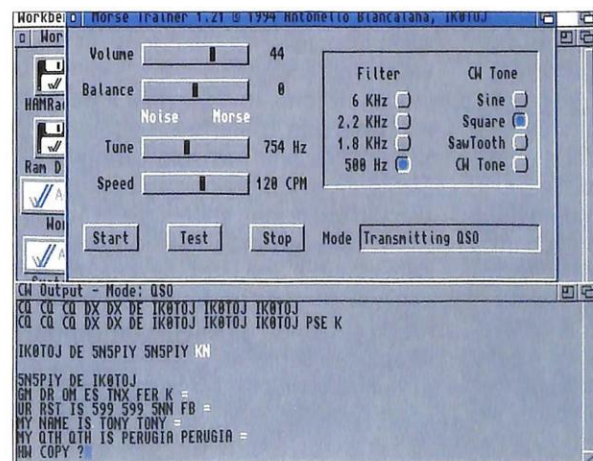 Workbe
Morse Trainer 1.21 © 1994 Antonello Biancalana, IK0TOJ
Wor
HAMRa
Ram D
Wo
Volume 44
Balance 0
Noise Morse
Tune 754 Hz
Speed 120 CPM
Filter
6 KHz
2.2 KHz
1.8 KHz
500 Hz
CW Tone
Sine
Square
SawTooth
CW Tone
Start Test Stop Mode Transmitting QSO
CW Output - Mode: QSO
CQ CQ CQ DX DX DE IK0TOJ IK0TOJ IK0TOJ
CQ CQ CQ DX DX DE IK0TOJ IK0TOJ IK0TOJ PSE K
IK0TOJ DE 5N5PIY 5N5PIY KN
5N5PIY DE IK0TOJ
GM DR OM ES TNX FER K =
UR RST IS 599 599 5NN FB =
MY NAME IS TONY TONY =
MY QTH QTH IS PERUGIA PERUGIA =
HW COPY ?